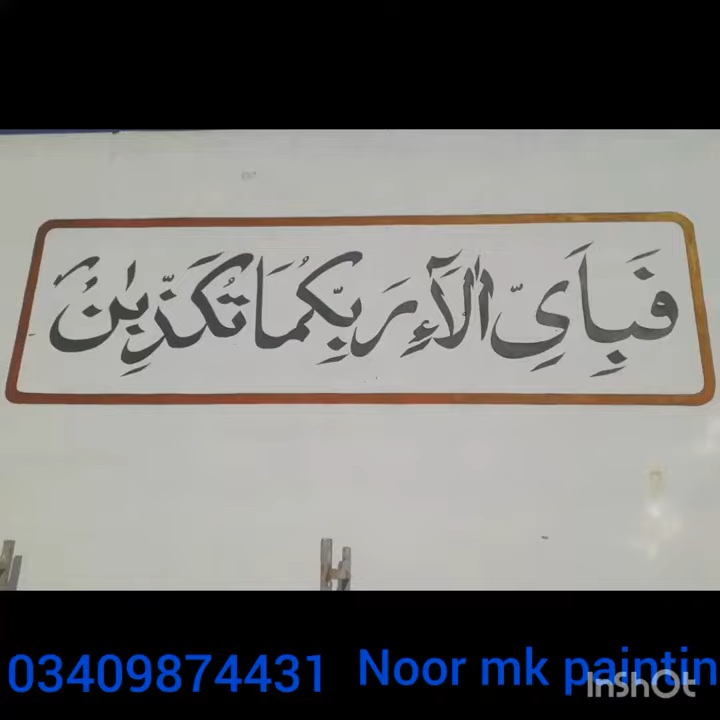 فَبِاَیِّ اٰلَآءِ رَبِّكُمَا تُكَذِّبٰنِ
03409874431 Noor mk paintin
InShOt